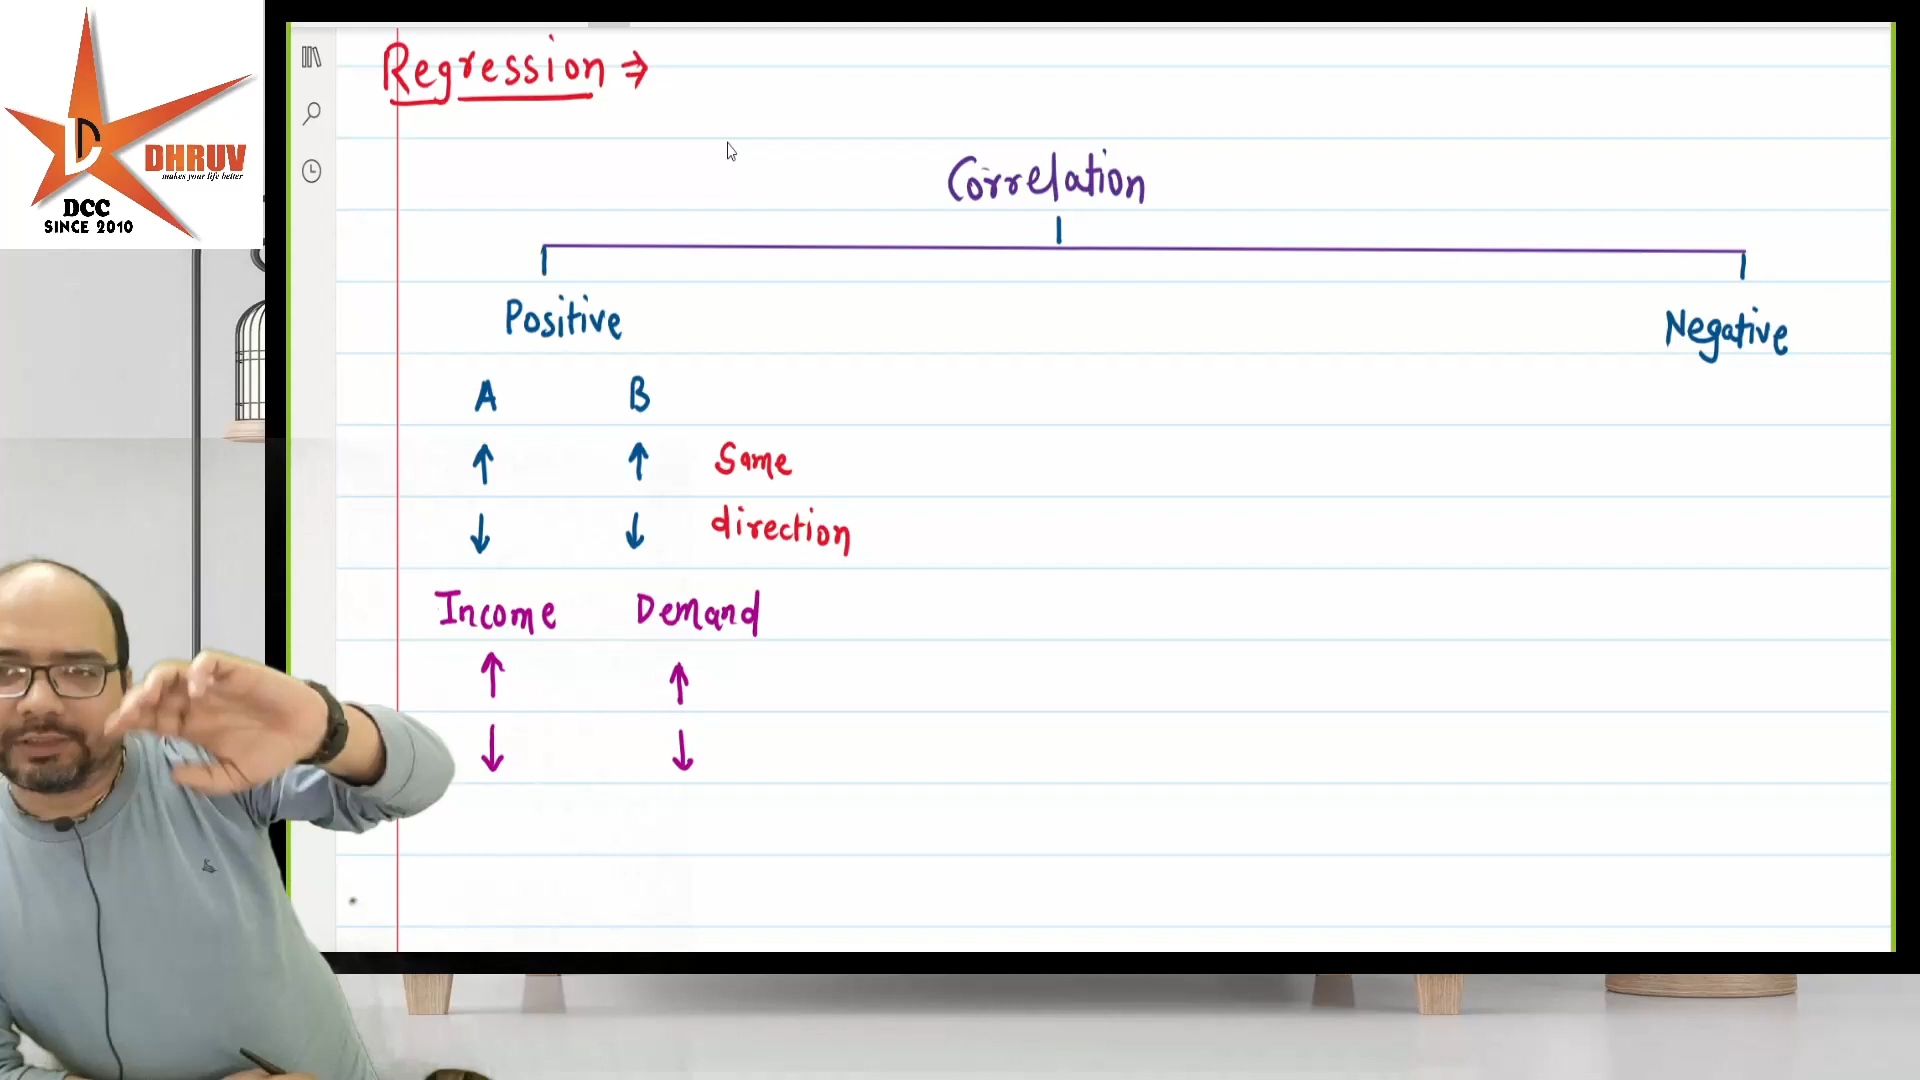 DHRUV
makes your life better
DCC
SINCE 2010
Regression ⇒
Correlation
Positive
Negative
A B
↑ ↑ Same
↓ ↓ direction
Income Demand
↑ ↑
↓ ↓